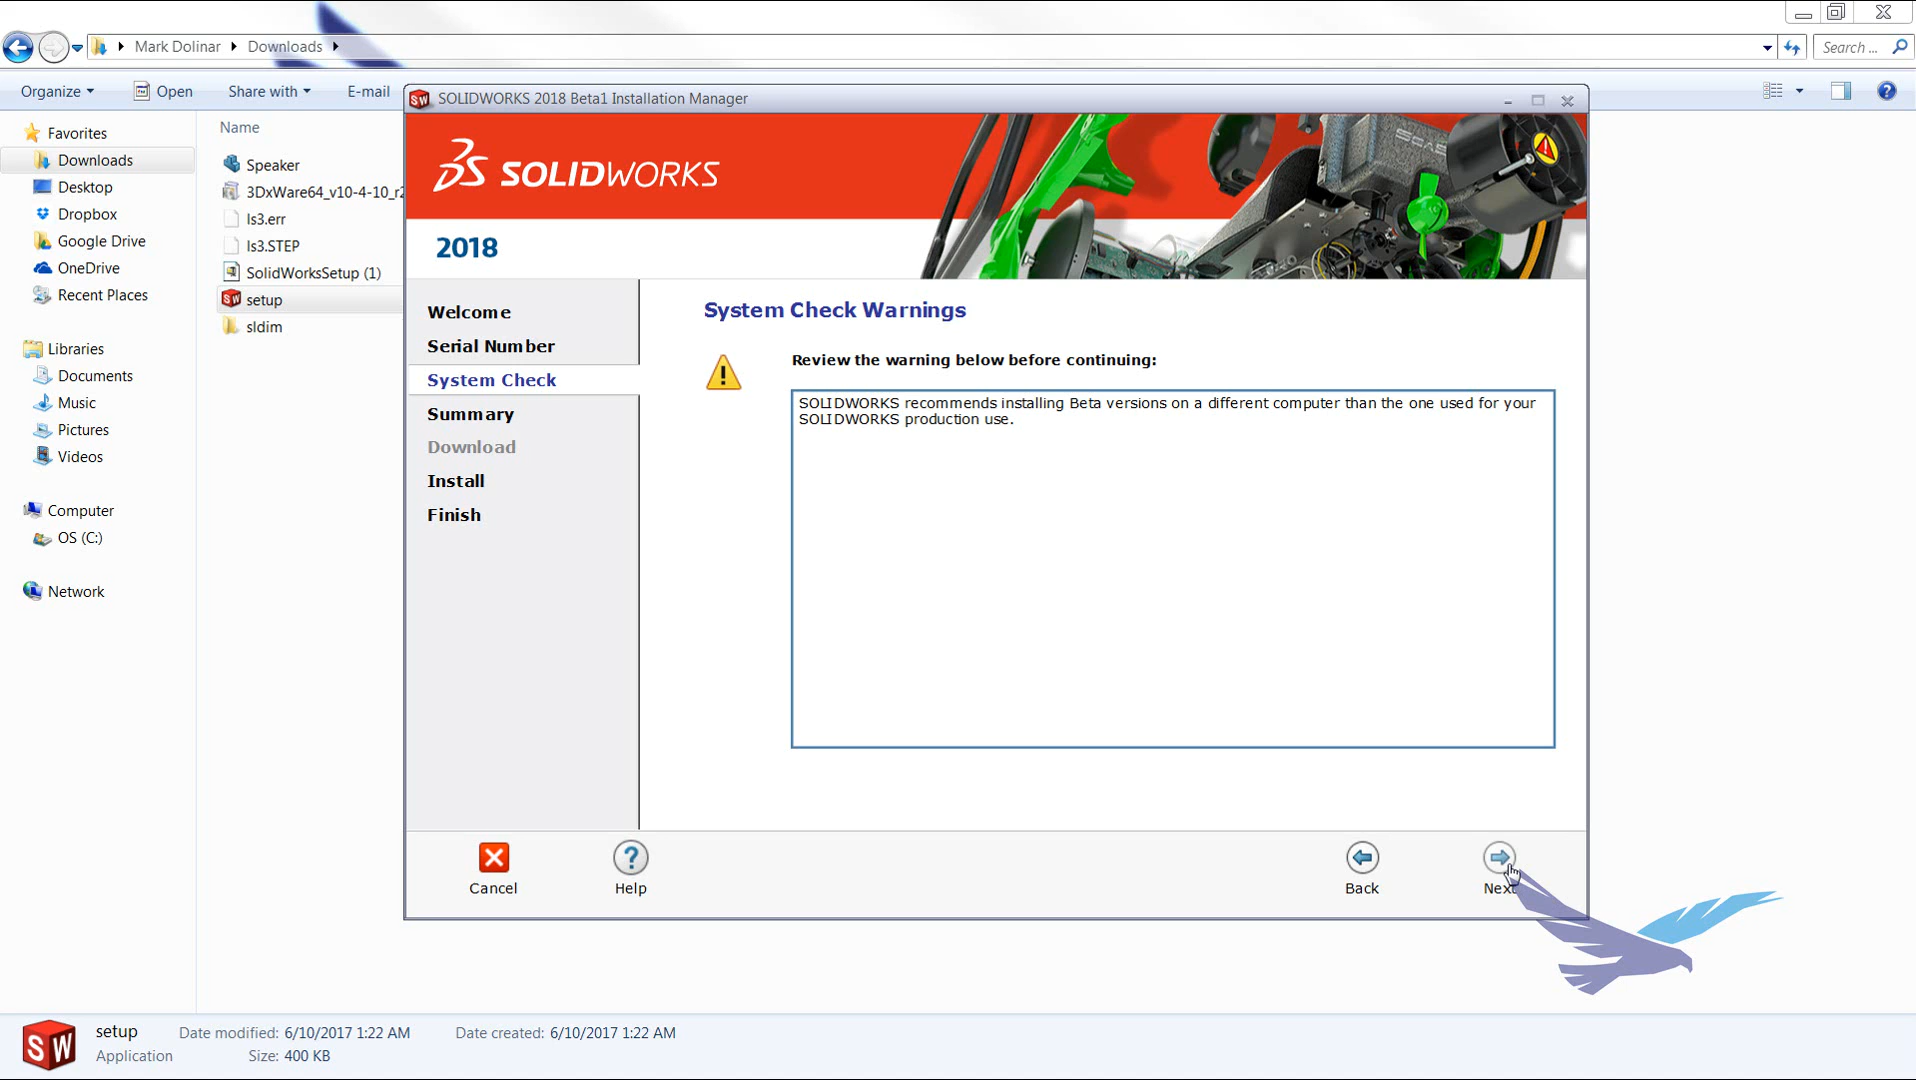 Mark Dolinar Downloads
Search ...
Organize Open Share with E-mail
SOLIDWORKS 2018 Beta1 Installation Manager
Favorites
Downloads
Desktop
Dropbox
Google Drive
OneDrive
Recent Places
Libraries
Documents
Music
Pictures
Videos
Computer
OS (C:)
Network
Name
Speaker
3DxWare64_v10-4-10_r2
ls3.err
ls3.STEP
SolidWorksSetup (1)
setup
sldim
SOLIDWORKS
2018
Welcome
Serial Number
System Check
Summary
Download
Install
Finish
System Check Warnings
Review the warning below before continuing:
SOLIDWORKS recommends installing Beta versions on a different computer than the one used for your
SOLIDWORKS production use.
Cancel
Help
Back
Next
SW
setup Date modified: 6/10/2017 1:22 AM Date created: 6/10/2017 1:22 AM
Application Size: 400 KB